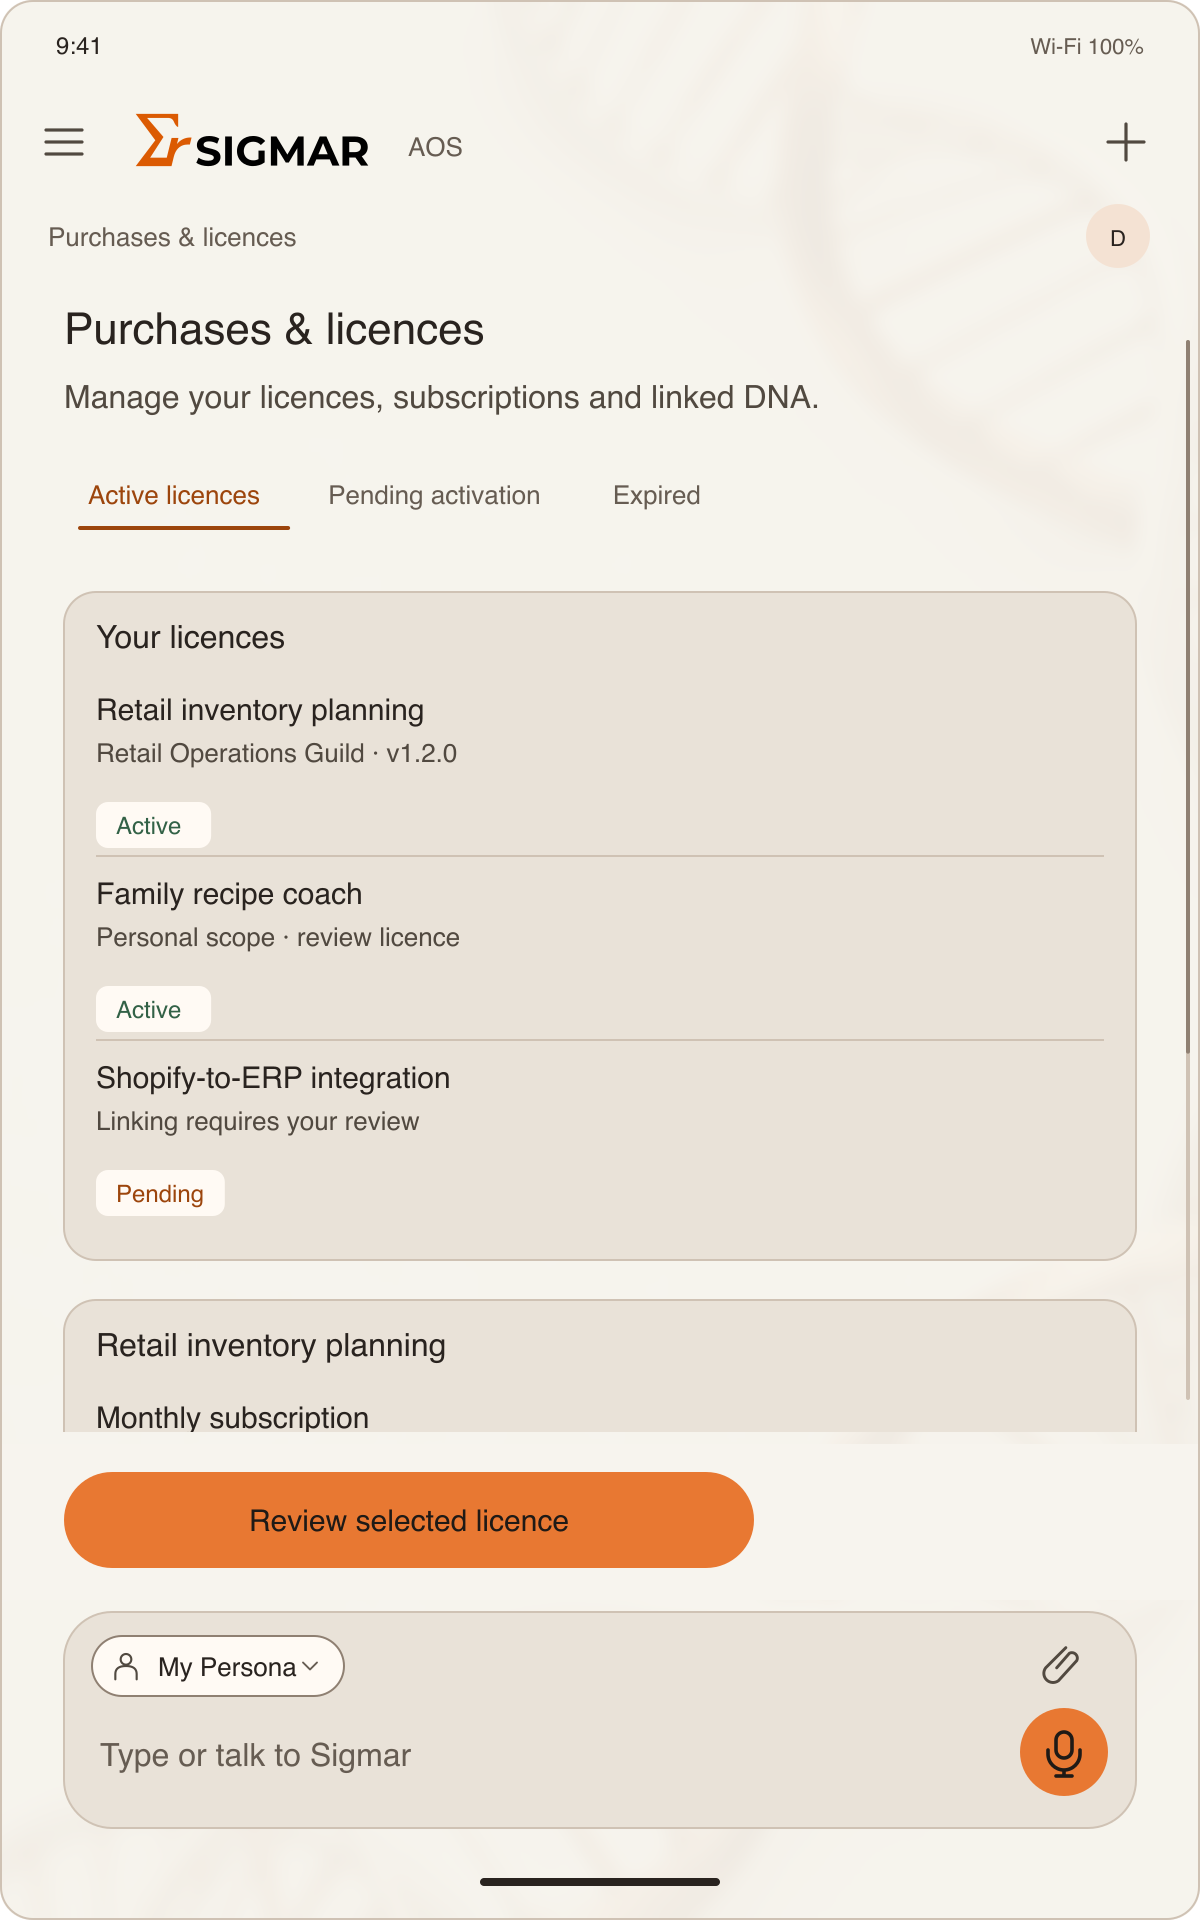 9:41
Wi-Fi 100%
Σr SIGMAR AOS
Purchases & licences
D
Purchases & licences
Manage your licences, subscriptions and linked DNA.
Active licences
Pending activation
Expired
Your licences
Retail inventory planning
Retail Operations Guild · v1.2.0
Active
Family recipe coach
Personal scope · review licence
Active
Shopify-to-ERP integration
Linking requires your review
Pending
Retail inventory planning
Monthly subscription
Review selected licence
My Persona
Type or talk to Sigmar